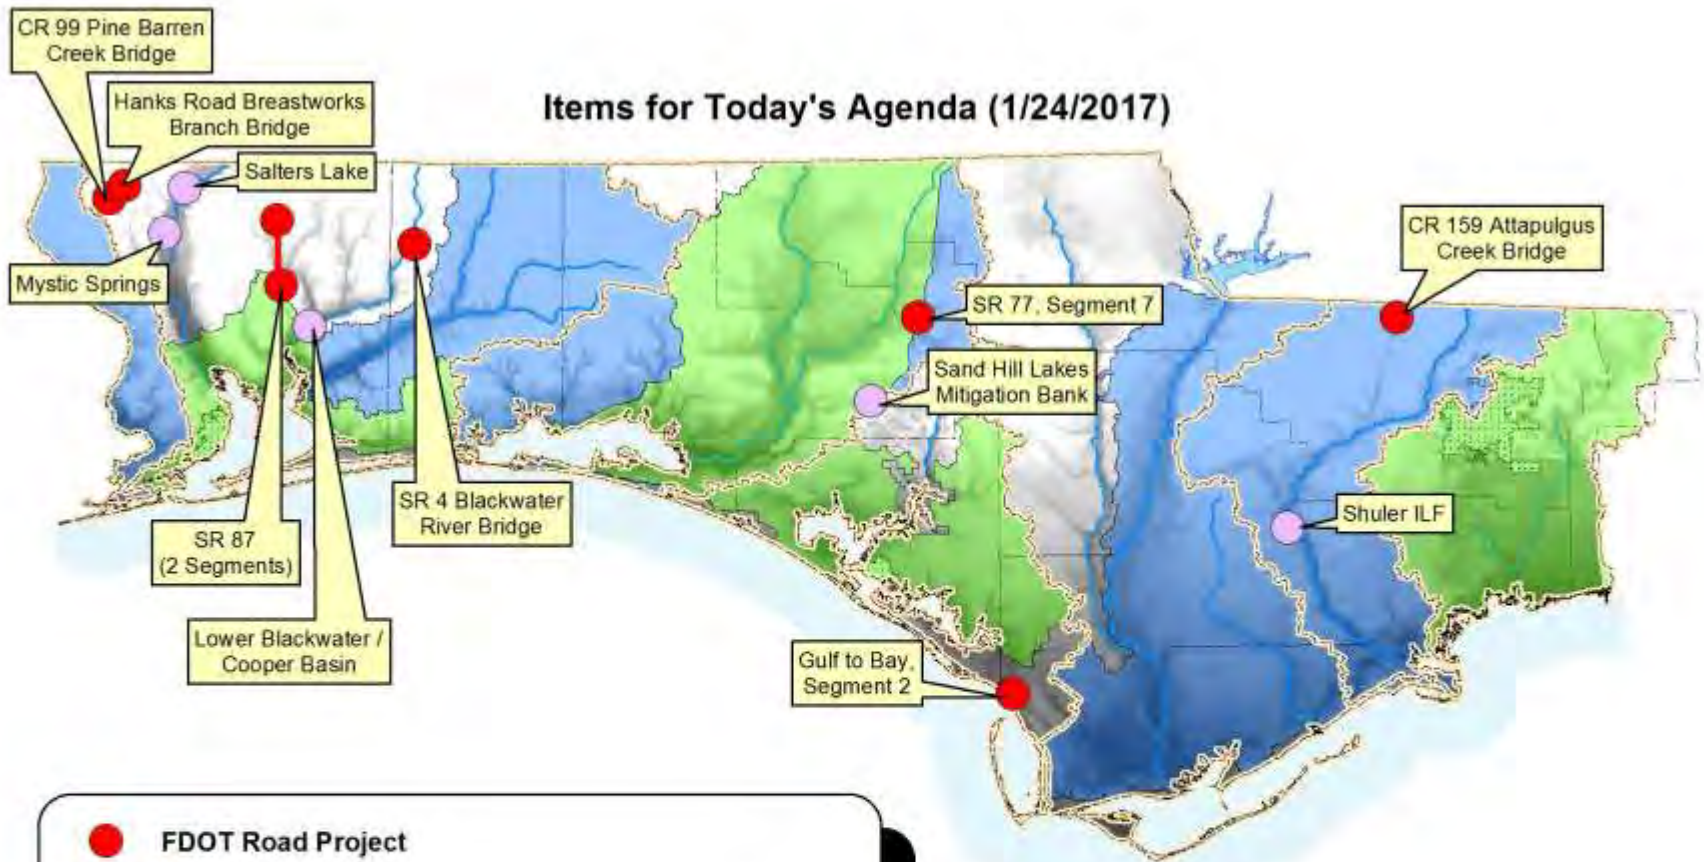 CR 99 Pine Barren
Creek Bridge
Hanks Road Breastworks
Branch Bridge
Items for Today's Agenda (1/24/2017)
Salters Lake
Mystic Springs
CR 159 Attapulgus
Creek Bridge
SR 77, Segment 7
Sand Hill Lakes
Mitigation Bank
SR 4 Blackwater
River Bridge
Shuler ILF
SR 87
(2 Segments)
Lower Blackwater /
Cooper Basin
Gulf to Bay,
Segment 2
FDOT Road Project